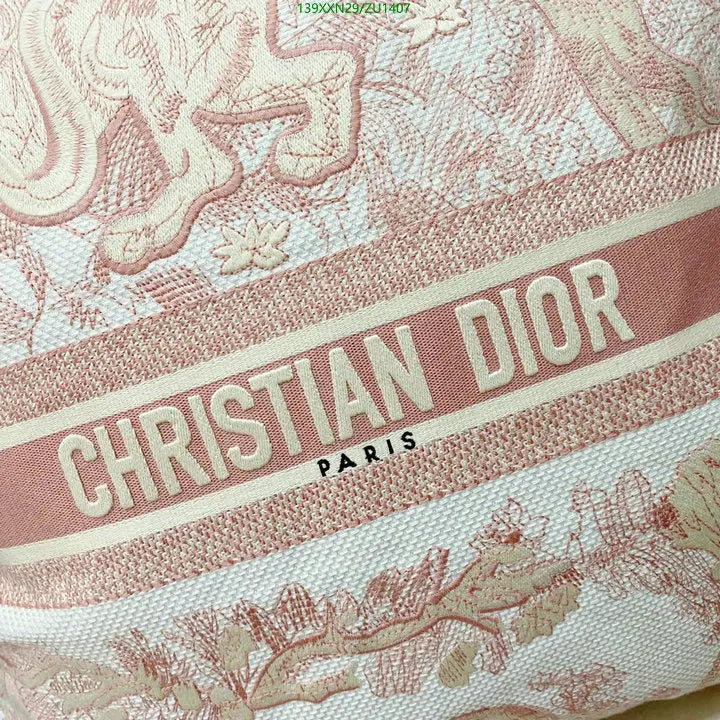 139XXN29/ZU1407
CHRISTIAN DIOR
PARIS